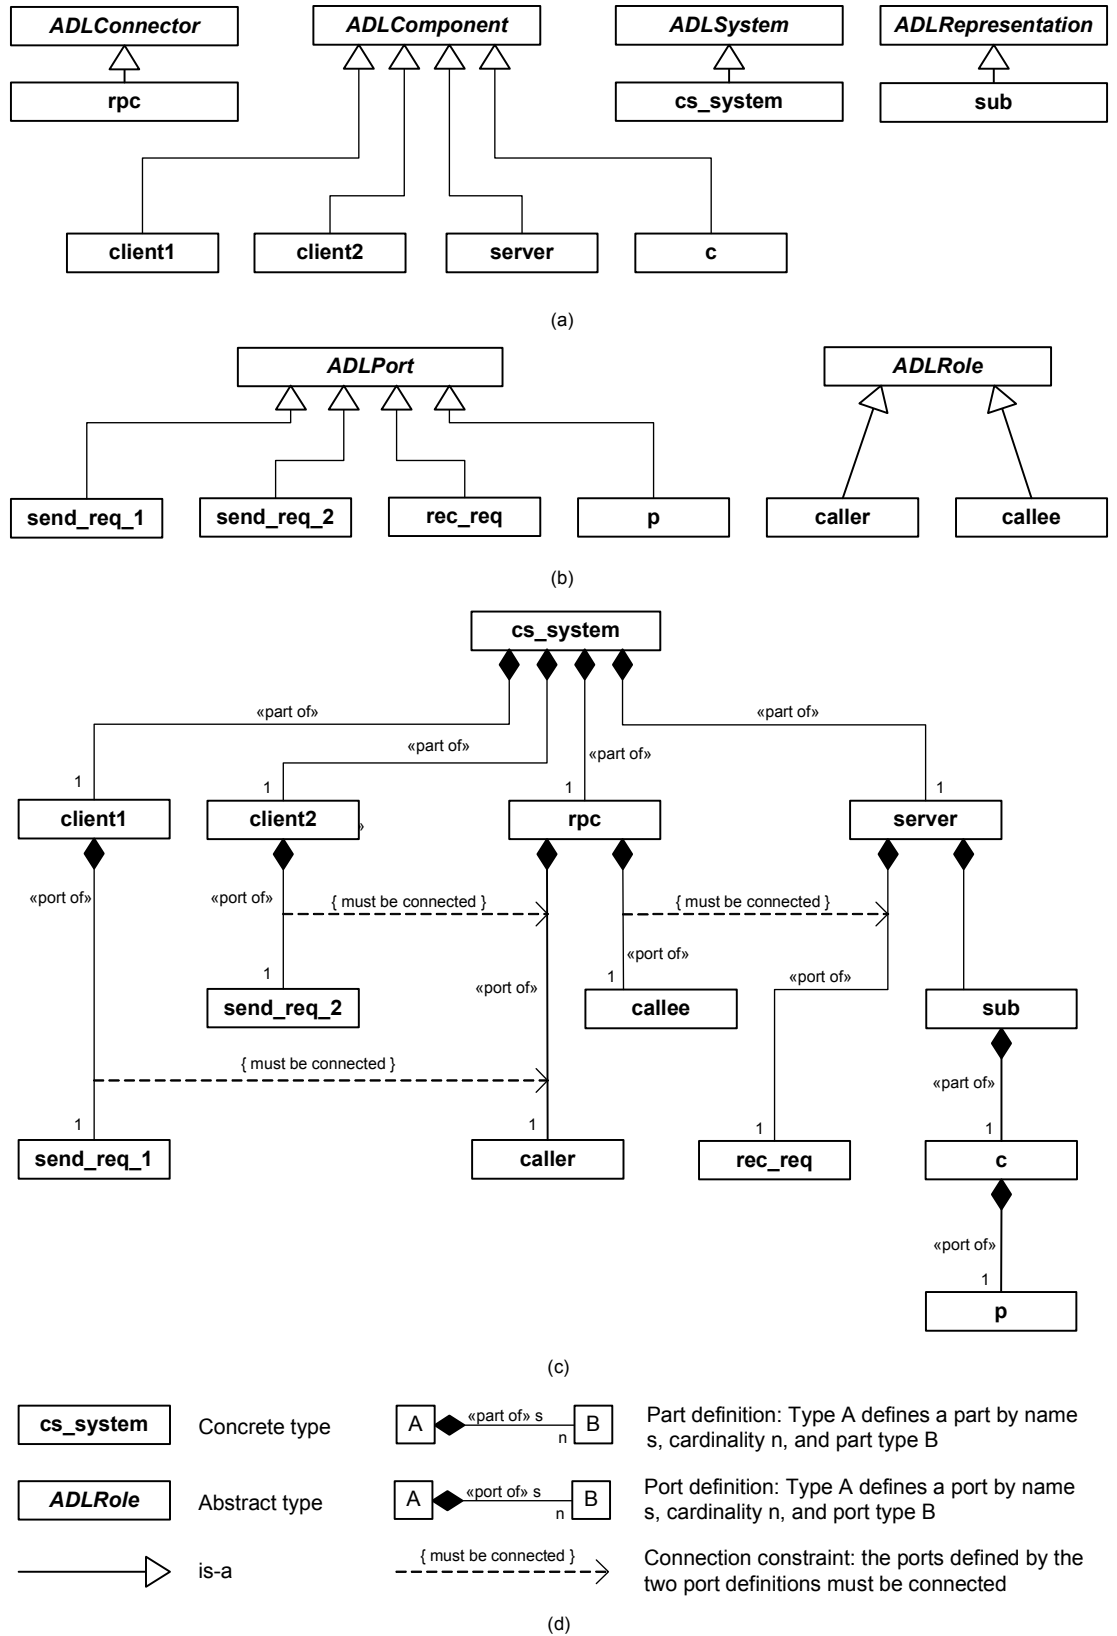 ADLConnector
ADLComponent
ADLSystem
ADLRepresentation
rpc
cs_system
sub
client1
client2
server
c
(a)
ADLPort
ADLRole
send_req_1
send_req_2
rec_req
p
caller
callee
(b)
cs_system
«part of»
«part of»
«part of»
«part of»
1
1
1
1
client1
client2
rpc
server
»
«port of»
«port of»
{ must be connected }
{ must be connected }
«port of»
«port of»
«port of»
1
1
send_req_2
callee
sub
{ must be connected }
«part of»
1
1
1
1
send_req_1
caller
rec_req
c
«port of»
1
p
(c)
cs_system
Concrete type
A
«part of» s
n
B
Part definition: Type A defines a part by name
s, cardinality n, and part type B
ADLRole
Abstract type
A
«port of» s
n
B
Port definition: Type A defines a port by name
s, cardinality n, and port type B
is-a
{ must be connected }
Connection constraint: the ports defined by the
two port definitions must be connected
(d)